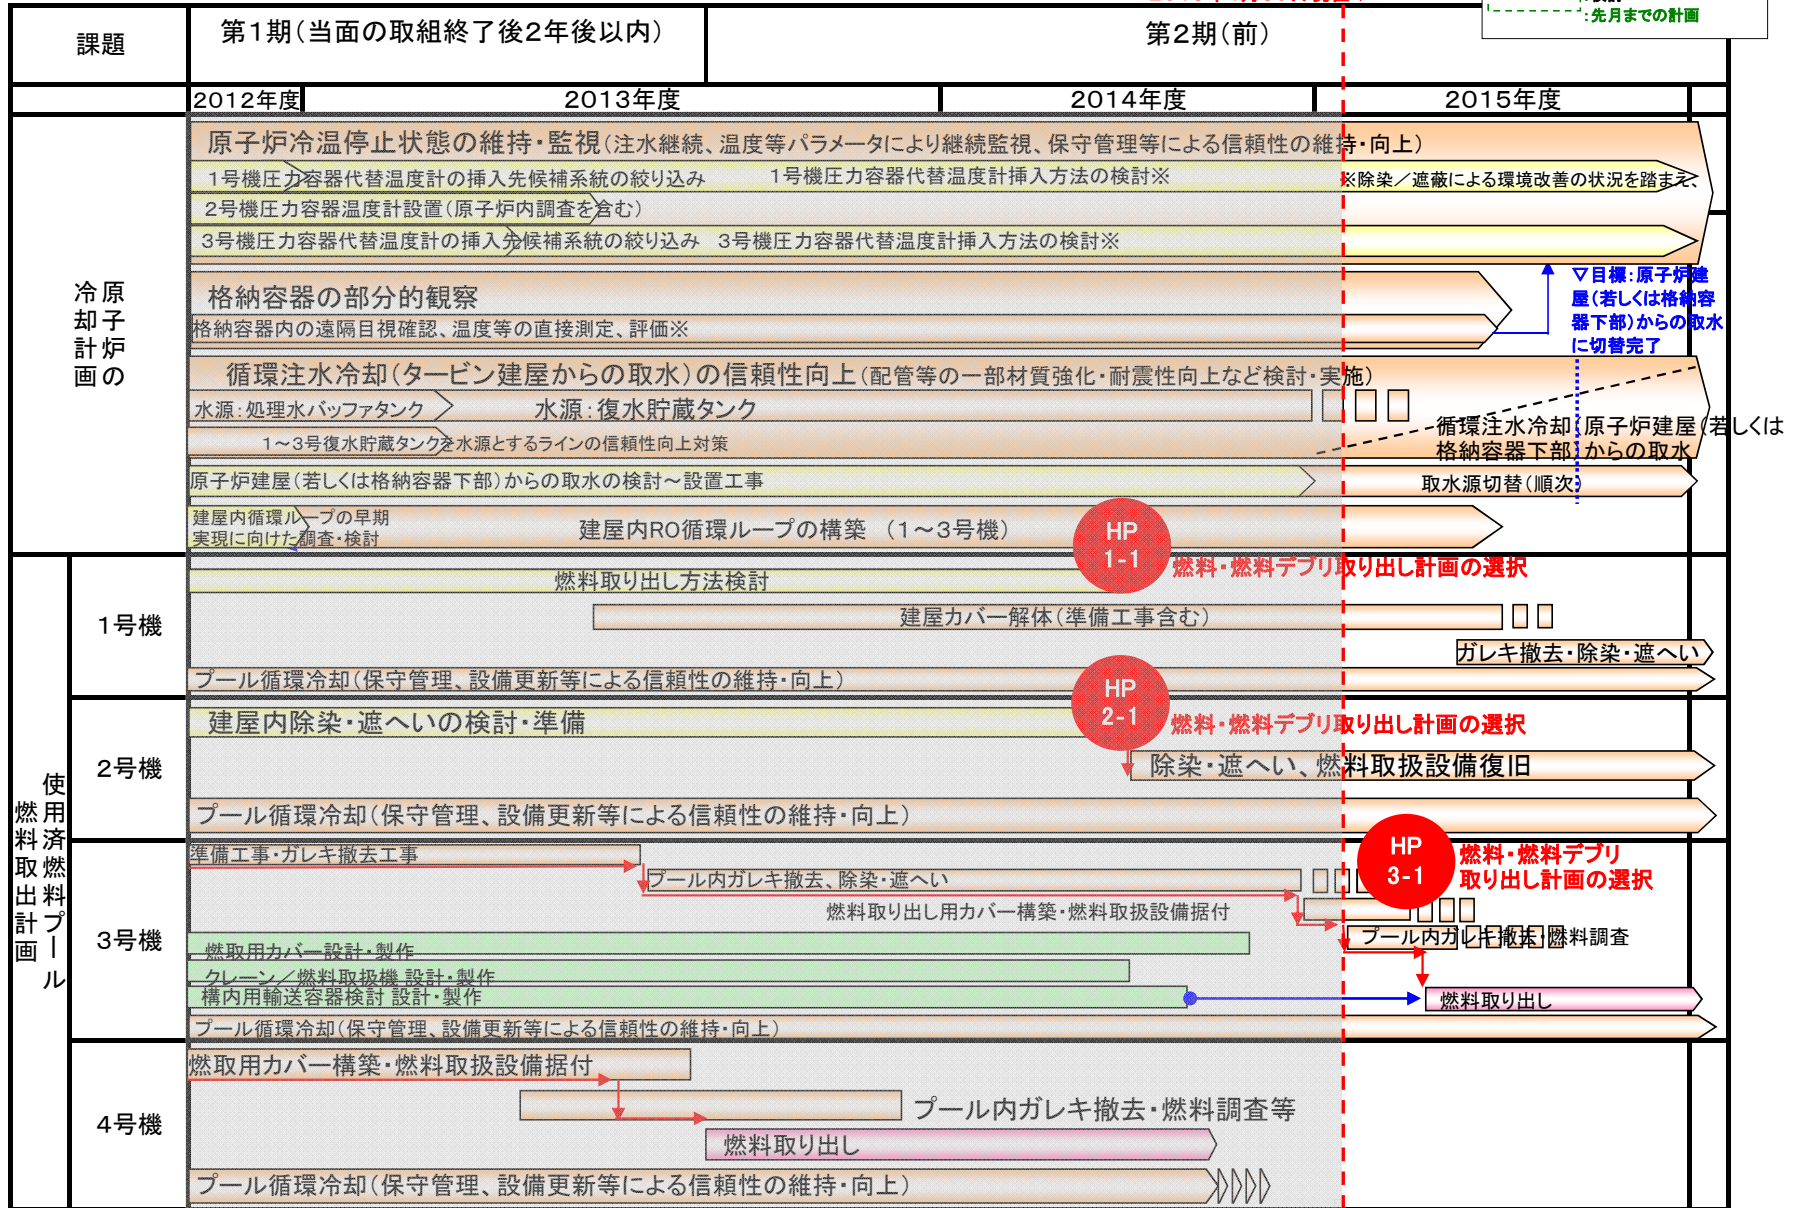 :先月までの計画
課題
第1期（当面の取組終了後2年後以内）
第2期（前）
2012年度
2013年度
2014年度
2015年度
原子炉の冷却計画
原子炉冷温停止状態の維持・監視（注水継続、温度等パラメータにより継続監視、保守管理等による信頼性の維持・向上）
1号機圧力容器代替温度計の挿入先候補系統の絞り込み
1号機圧力容器代替温度計挿入方法の検討※
※除染／遮蔽による環境改善の状況を踏まえ、
2号機圧力容器温度計設置（原子炉内調査を含む）
3号機圧力容器代替温度計の挿入先候補系統の絞り込み
3号機圧力容器代替温度計挿入方法の検討※
格納容器の部分的観察
格納容器内の遠隔目視確認、温度等の直接測定、評価※
▽目標：原子炉建
屋（若しくは格納容
器下部）からの取水
に切替完了
循環注水冷却（タービン建屋からの取水）の信頼性向上（配管等の一部材質強化・耐震性向上など検討・実施）
水源：処理水バッファタンク
水源：復水貯蔵タンク
1～3号復水貯蔵タンクを水源とするラインの信頼性向上対策
循環注水冷却（原子炉建屋（若しくは
格納容器下部）からの取水
原子炉建屋（若しくは格納容器下部）からの取水の検討～設置工事
取水源切替（順次）
建屋内循環ループの早期
実現に向けた調査・検討
建屋内RO循環ループの構築 （1～3号機）
HP
1-1
燃料・燃料デブリ取り出し計画の選択
使用済燃料プール
燃料取出計画
1号機
燃料取り出し方法検討
建屋カバー解体（準備工事含む）
ガレキ撤去・除染・遮へい
プール循環冷却（保守管理、設備更新等による信頼性の維持・向上）
2号機
建屋内除染・遮へいの検討・準備
HP
2-1
燃料・燃料デブリ取り出し計画の選択
除染・遮へい、燃料取扱設備復旧
プール循環冷却（保守管理、設備更新等による信頼性の維持・向上）
3号機
準備工事・ガレキ撤去工事
プール内ガレキ撤去、除染・遮へい
HP
3-1
燃料・燃料デブリ
取り出し計画の選択
燃料取り出し用カバー構築・燃料取扱設備据付
プール内ガレキ撤去・燃料調査
燃取用カバー設計・製作
クレーン／燃料取扱機 設計・製作
構内用輸送容器検討 設計・製作
燃料取り出し
プール循環冷却（保守管理、設備更新等による信頼性の維持・向上）
4号機
燃取用カバー構築・燃料取扱設備据付
プール内ガレキ撤去・燃料調査等
燃料取り出し
プール循環冷却（保守管理、設備更新等による信頼性の維持・向上）